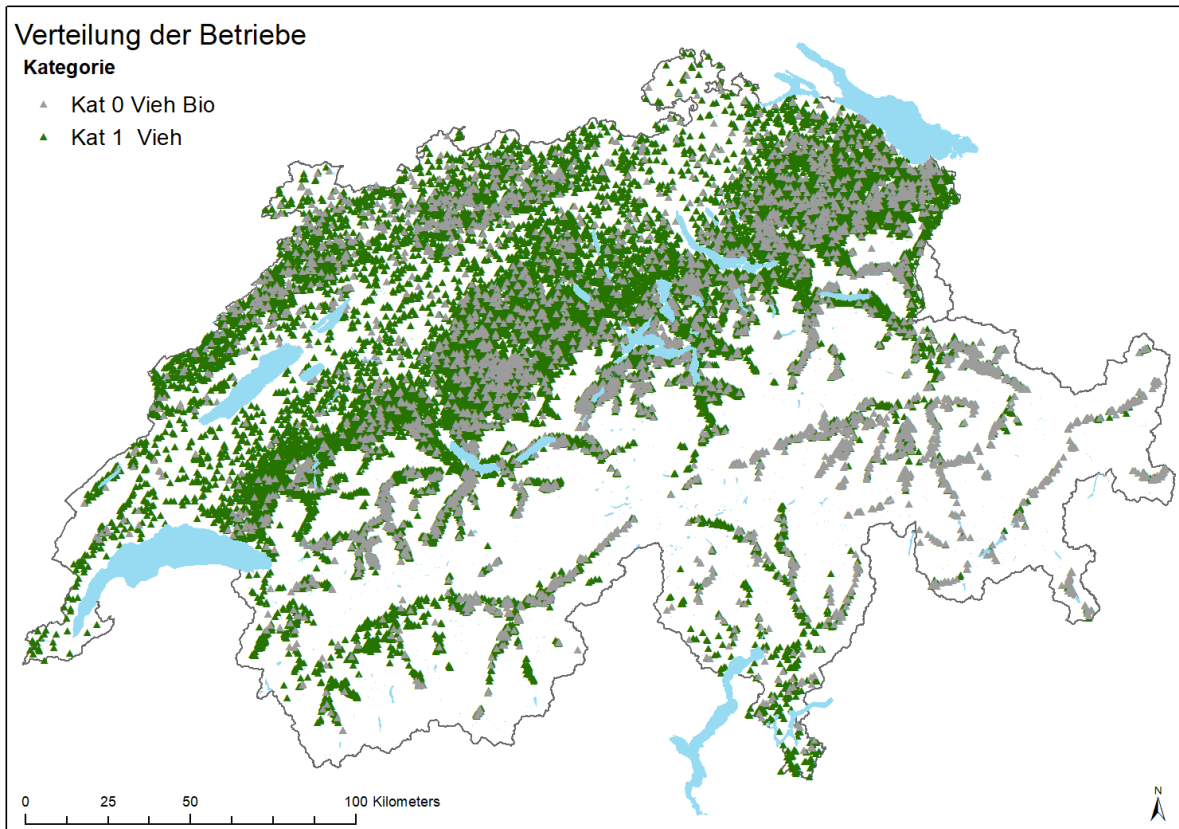 Verteilung der Betriebe
Kategorie
Kat 0 Vieh Bio
Kat 1 Vieh
0 25 50 100 Kilometers
N